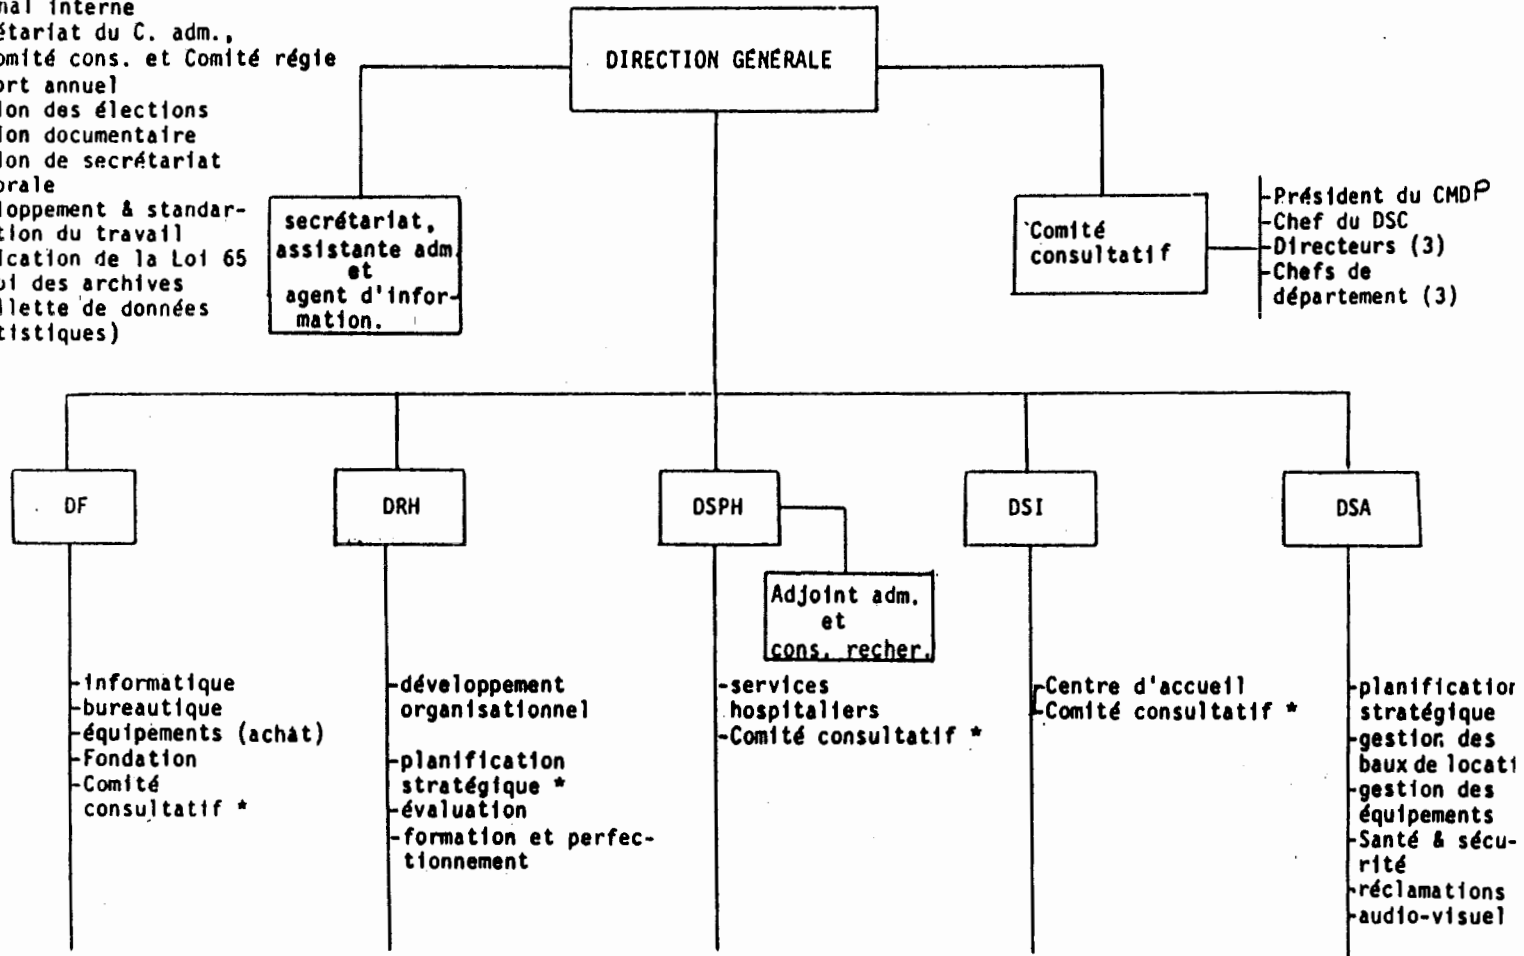 nal interne
étariat du C. adm.,
omité cons. et Comité régie
ort annuel
ion des élections
ion documentaire
ion de secrétariat
orale
loppement & standar-
tion du travail
ication de la Loi 65
oi des archives
llette de données
tistiques)
DIRECTION GÉNÉRALE
secrétariat,
assistante adm.
et
agent d'infor-
mation.
Comité
consultatif
-Président du CMDP
-Chef du DSC
-Directeurs (3)
-Chefs de
département (3)
DF
DRH
DSPH
DSI
DSA
Adjoint adm.
et
cons. recher.
-informatique
-bureautique
-équipements (achat)
-Fondation
-Comité
consultatif *
-développement
organisationnel
-planification
stratégique *
-évaluation
-formation et perfec-
tionnement
-services
hospitaliers
-Comité consultatif *
-Centre d'accueil
-Comité consultatif *
-planification
stratégique
-gestion des
baux de locati
-gestion des
équipements
-Santé & sécu-
rité
-réclamations
-audio-visuel